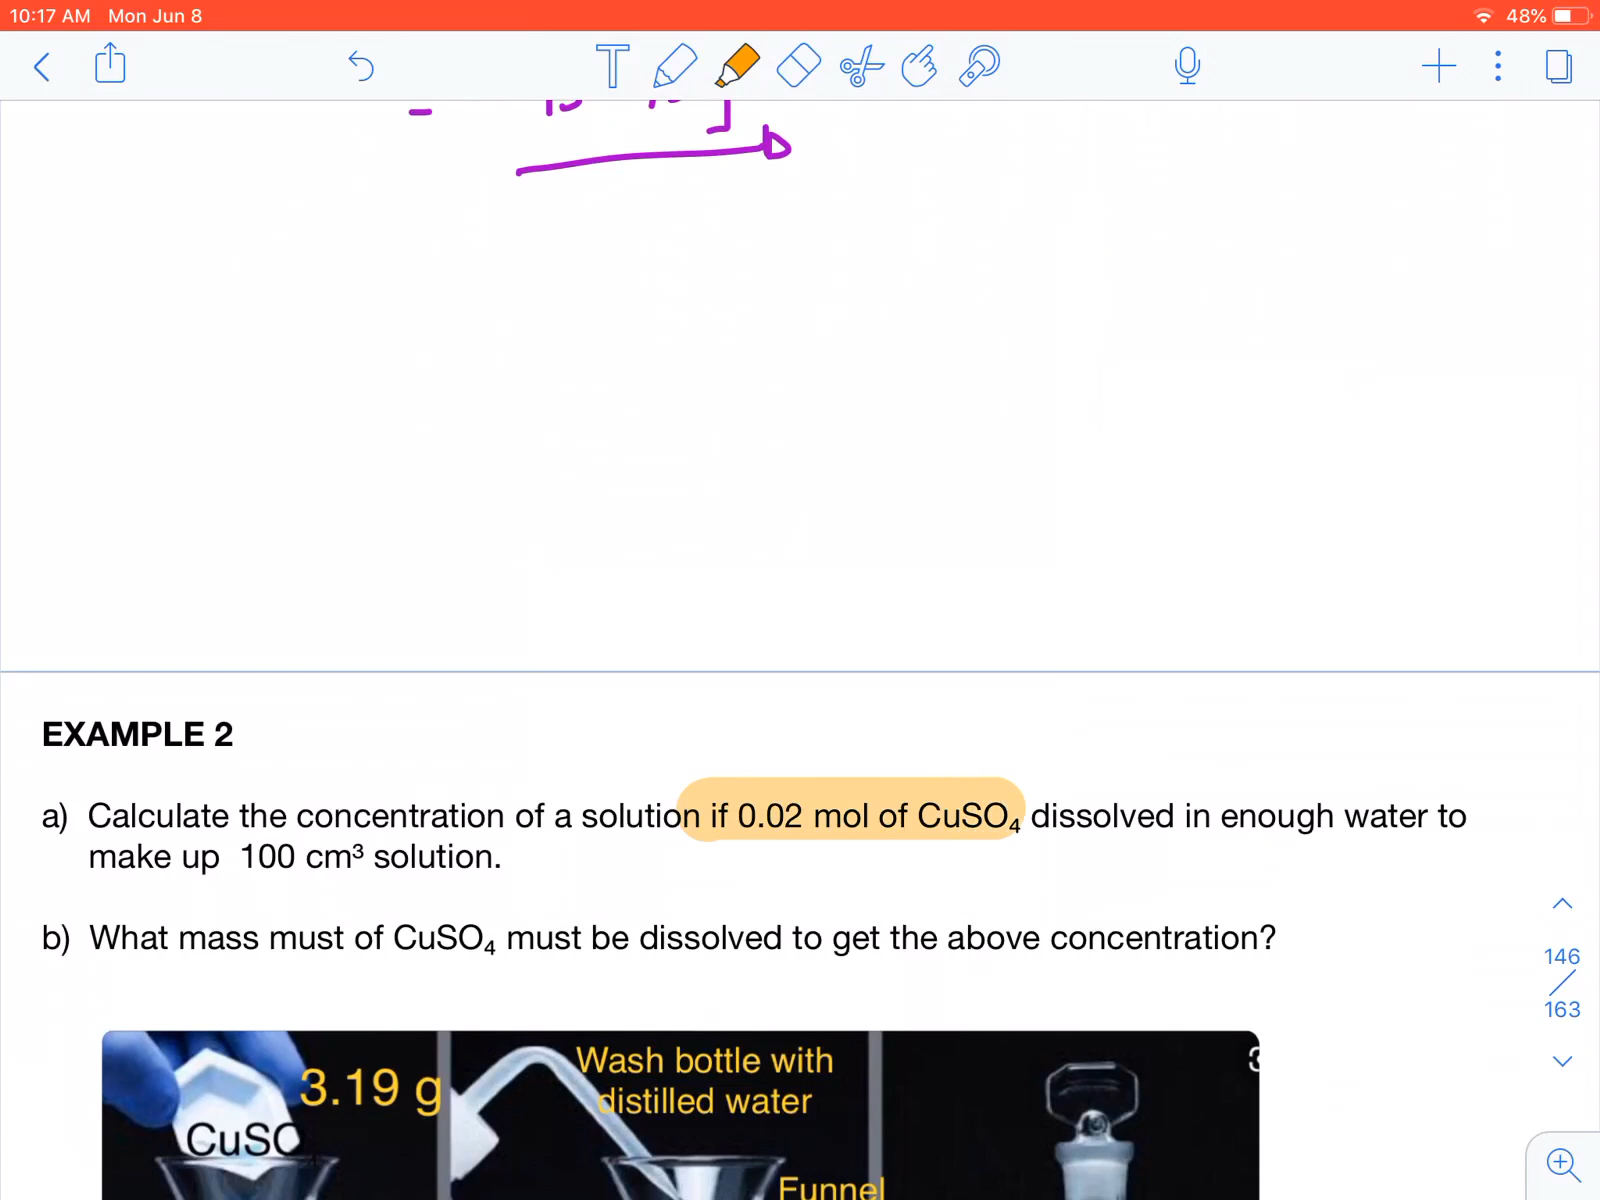 10:17 AM Mon Jun 8
48%
EXAMPLE 2
a) Calculate the concentration of a solution if 0.02 mol of CuSO₄ dissolved in enough water to
make up 100 cm³ solution.
b) What mass must of CuSO₄ must be dissolved to get the above concentration?
146
163
3.19 g
CuSO₄
Wash bottle with
distilled water
Funnel